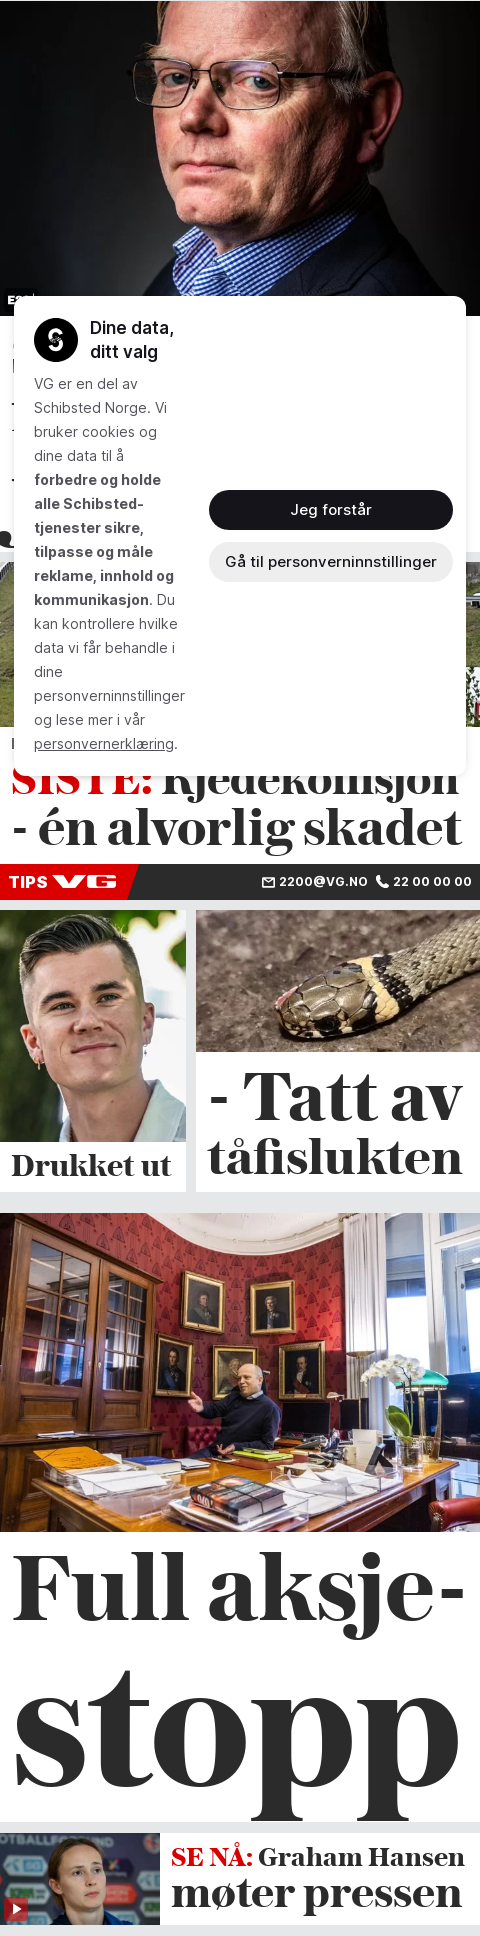 Dine data,
ditt valg
VG er en del av
Schibsted Norge. Vi
bruker cookies og
dine data til å
forbedre og holde
alle Schibsted-
tjenester sikre,
tilpasse og måle
reklame, innhold og
kommunikasjon. Du
kan kontrollere hvilke
data vi får behandle i
dine
personverninnstillinger
og lese mer i vår
personvernerklæring.
Jeg forstår
Gå til personverninnstillinger
SISTE: Kjedekollisjon
- én alvorlig skadet
TIPS VG 2200@VG.NO 22 00 00 00
Drukket ut
- Tatt av
tåfislukten
Full aksje-
stopp
SE NÅ: Graham Hansen
møter pressen